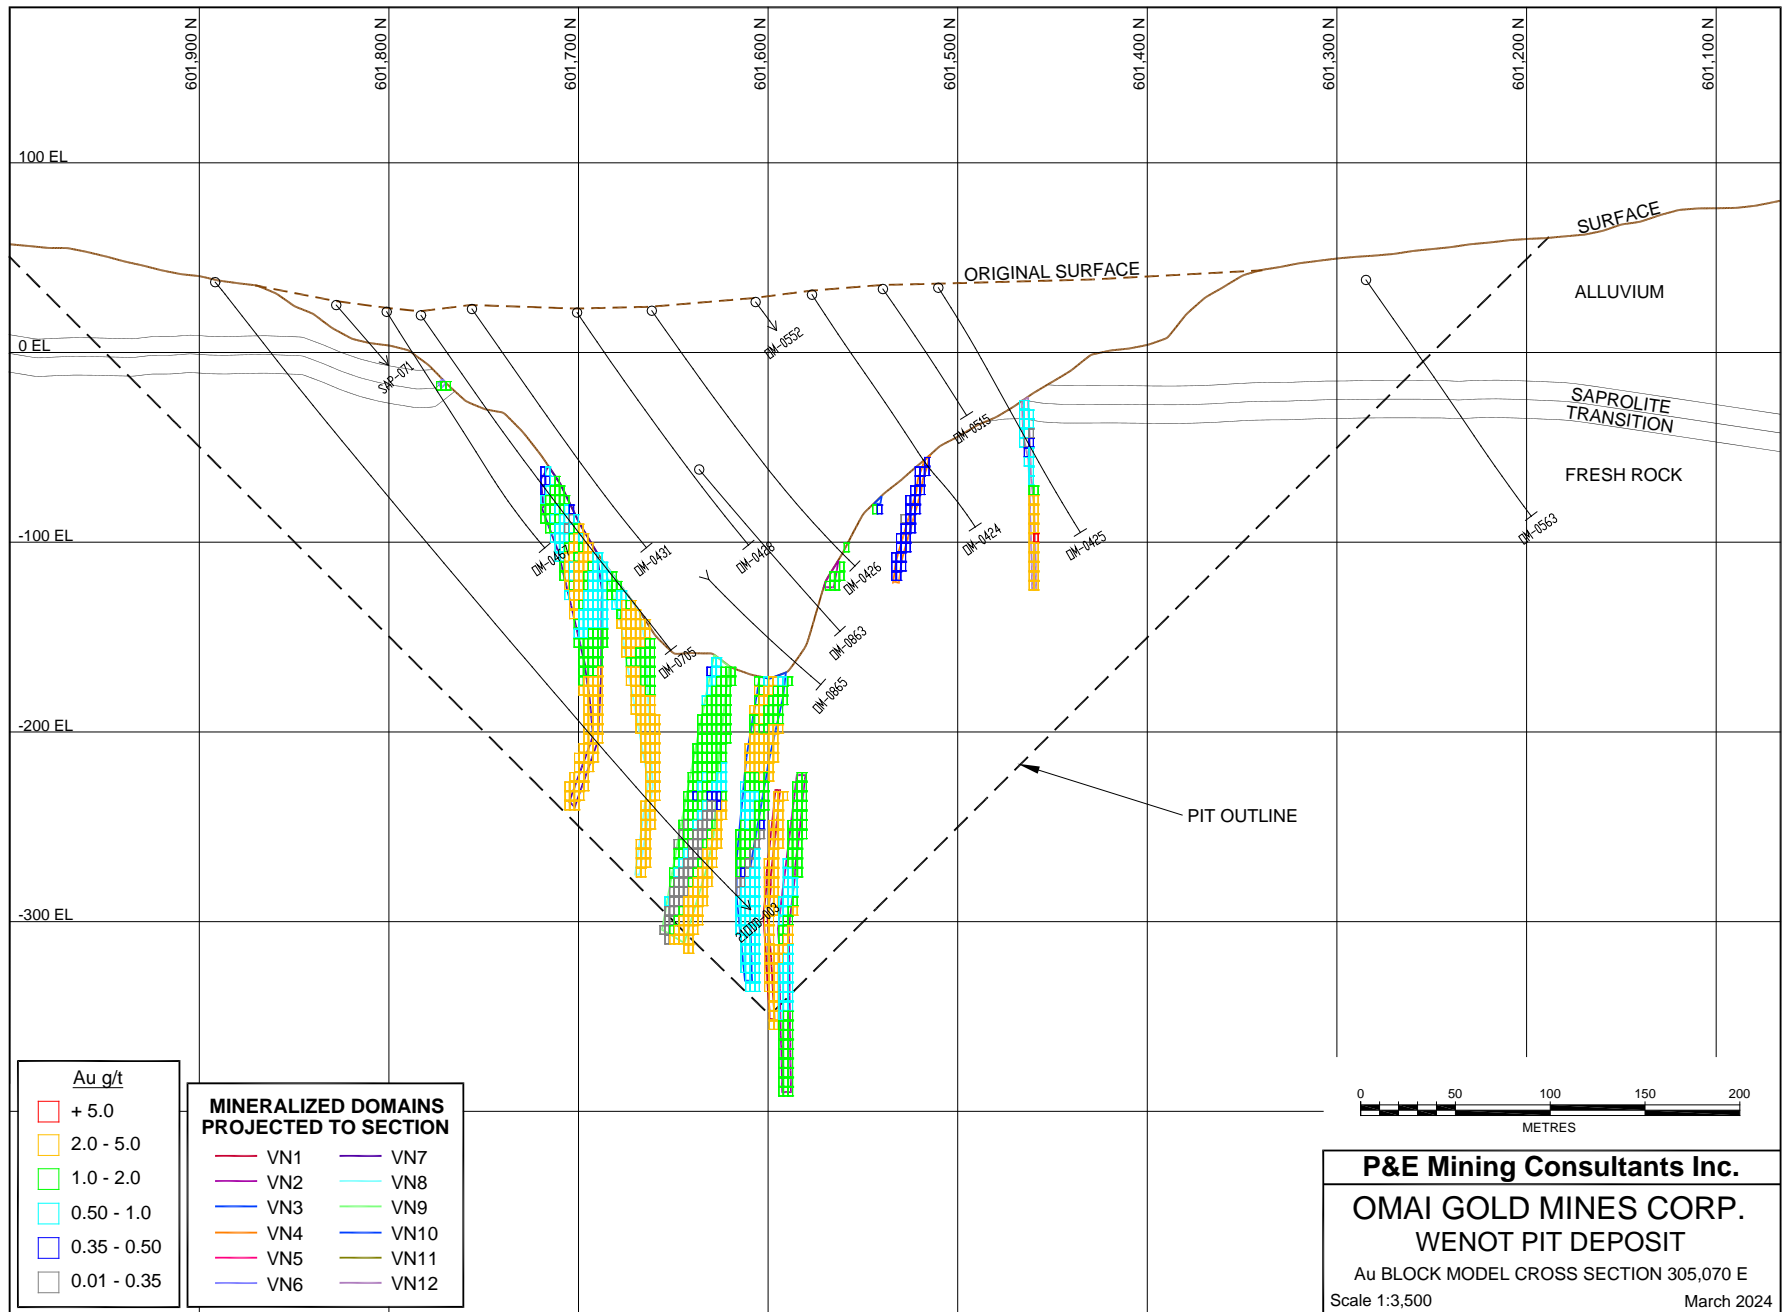 601,900 N
601,800 N
601,700 N
601,600 N
601,500 N
601,400 N
601,300 N
601,200 N
601,100 N
100 EL
0 EL
-100 EL
-200 EL
-300 EL
SURFACE
ORIGINAL SURFACE
ALLUVIUM
SAPROLITE
TRANSITION
FRESH ROCK
PIT OUTLINE
SAP-071
DM-0552
DM-0515
DM-0467
DM-0431
DM-0428
DM-0426
DM-0424
DM-0425
DM-0563
DM-0863
DM-0705
DM-0865
21ODD-003
Au g/t
+ 5.0
2.0 - 5.0
1.0 - 2.0
0.50 - 1.0
0.35 - 0.50
0.01 - 0.35
MINERALIZED DOMAINS
PROJECTED TO SECTION
VN1 VN7
VN2 VN8
VN3 VN9
VN4 VN10
VN5 VN11
VN6 VN12
0 50 100 150 200
METRES
P&E Mining Consultants Inc.
OMAI GOLD MINES CORP.
WENOT PIT DEPOSIT
Au BLOCK MODEL CROSS SECTION 305,070 E
Scale 1:3,500 March 2024